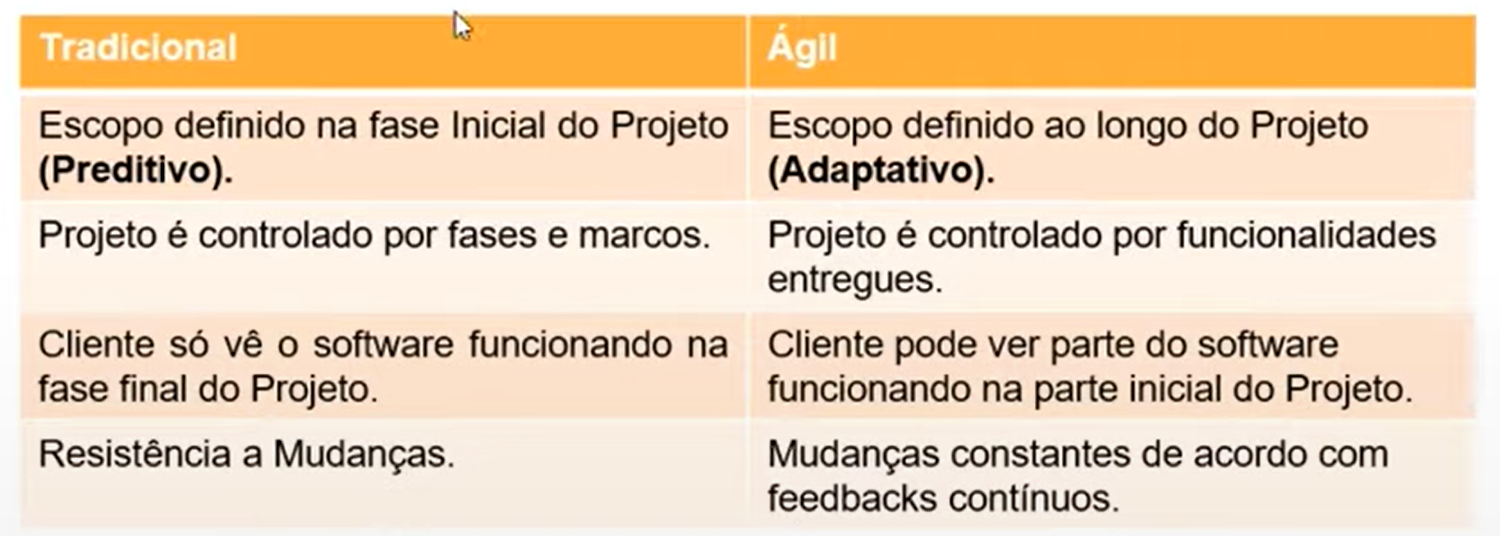 Tradicional
Ágil
Escopo definido na fase Inicial do Projeto
(Preditivo).
Escopo definido ao longo do Projeto
(Adaptativo).
Projeto é controlado por fases e marcos.
Projeto é controlado por funcionalidades
entregues.
Cliente só vê o software funcionando na
fase final do Projeto.
Cliente pode ver parte do software
funcionando na parte inicial do Projeto.
Resistência a Mudanças.
Mudanças constantes de acordo com
feedbacks contínuos.